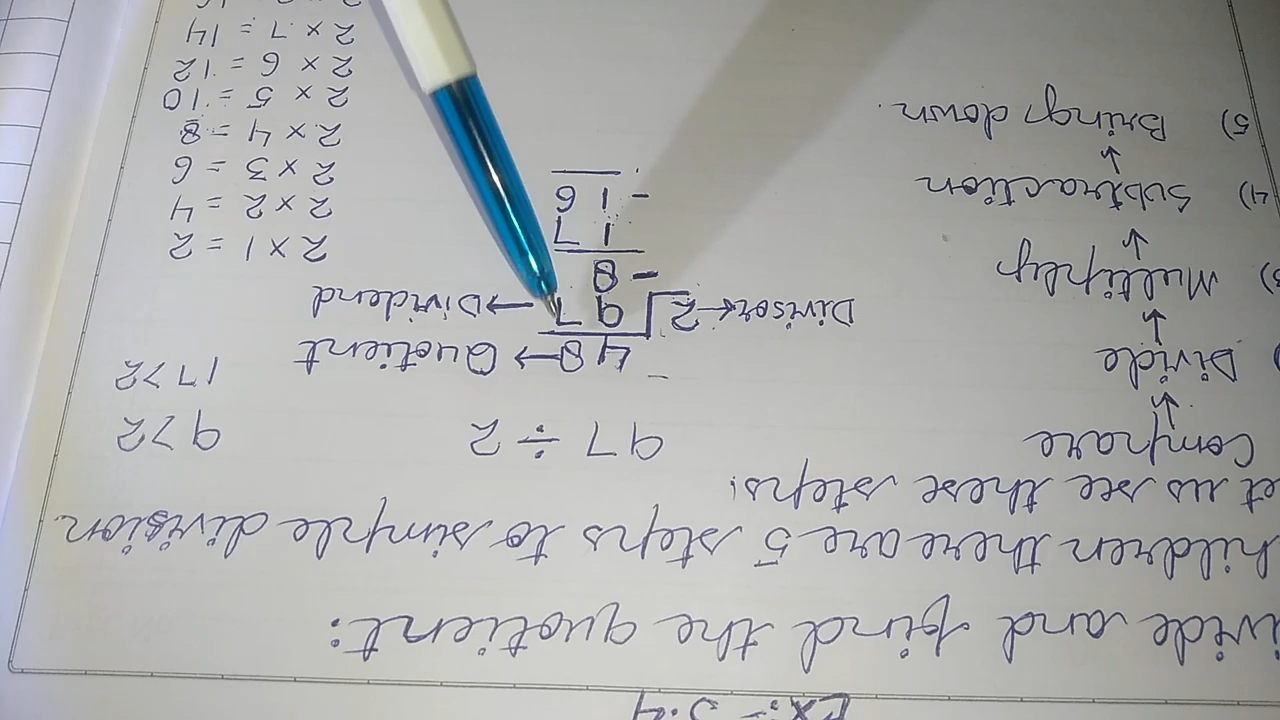 Ex:- 5.4
ivide and find the quotient:
hildren there are 5 steps to simple division
et us see these steps.
Compare
↓
Divide
↓
Multiply
↓
4) Subtraction
↓
5) Bring down.
97 ÷ 2
48 → Quotient
Divisor ← 2 97 → Dividend
- 8
17
- 16
9 > 2
17 > 2
2 × 1 = 2
2 × 2 = 4
2 × 3 = 6
2 × 4 = 8
2 × 5 = 10
2 × 6 = 12
2 × 7 = 14